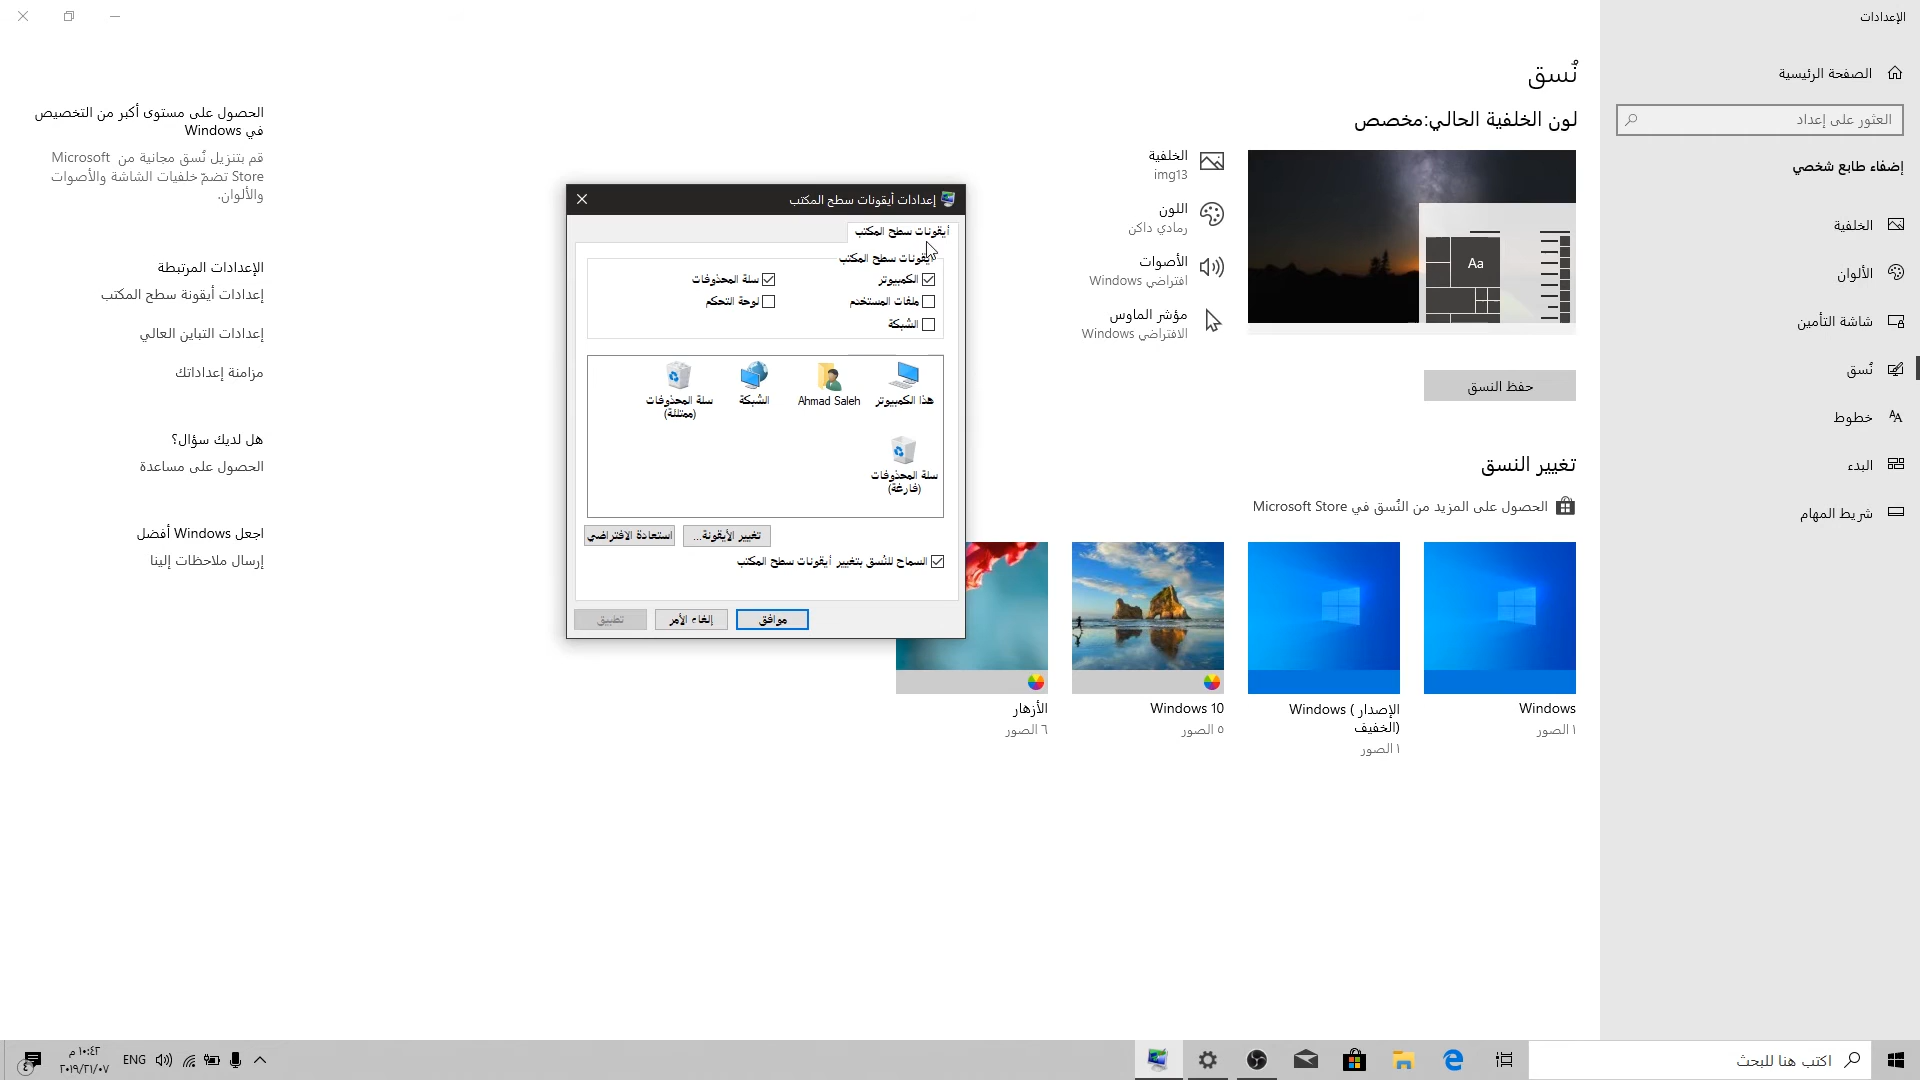 الإعدادات
الصفحة الرئيسية
العثور على إعداد
إضفاء طابع شخصي
الخلفية
الألوان
شاشة التأمين
نُسق
خطوط
البدء
شريط المهام
نُسق
لون الخلفية الحالي:مخصص
الخلفية
img13
اللون
رمادي داكن
الأصوات
افتراضي Windows
مؤشر الماوس
الافتراضي Windows
Aa
حفظ النسق
تغيير النسق
الحصول على المزيد من النُسق في Microsoft Store
Windows
١ الصور
Windows ( الإصدار
الخفيف)
١ الصور
Windows 10
٥ الصور
الأزهار
٦ الصور
إعدادات أيقونات سطح المكتب
أيقونات سطح المكتب
أيقونات سطح المكتب
الكمبيوتر
سلة المحذوفات
ملفات المستخدم
لوحة التحكم
الشبكة
هذا الكمبيوتر
Ahmad Saleh
الشبكة
سلة المحذوفات
(ممتلئة)
سلة المحذوفات
(فارغة)
تغيير الأيقونة...
استعادة الافتراضي
السماح للنُسق بتغيير أيقونات سطح المكتب
موافق
إلغاء الأمر
تطبيق
الحصول على مستوى أكبر من التخصيص
في Windows
قم بتنزيل نُسق مجانية من Microsoft
Store تضمّ خلفيات الشاشة والأصوات
والألوان.
الإعدادات المرتبطة
إعدادات أيقونة سطح المكتب
إعدادات التباين العالي
مزامنة إعداداتك
هل لديك سؤال؟
الحصول على مساعدة
اجعل Windows أفضل
إرسال ملاحظات إلينا
اكتب هنا للبحث
ENG
١٠:٤٢ م
٢٠١٩/٢١/٠٧
٤